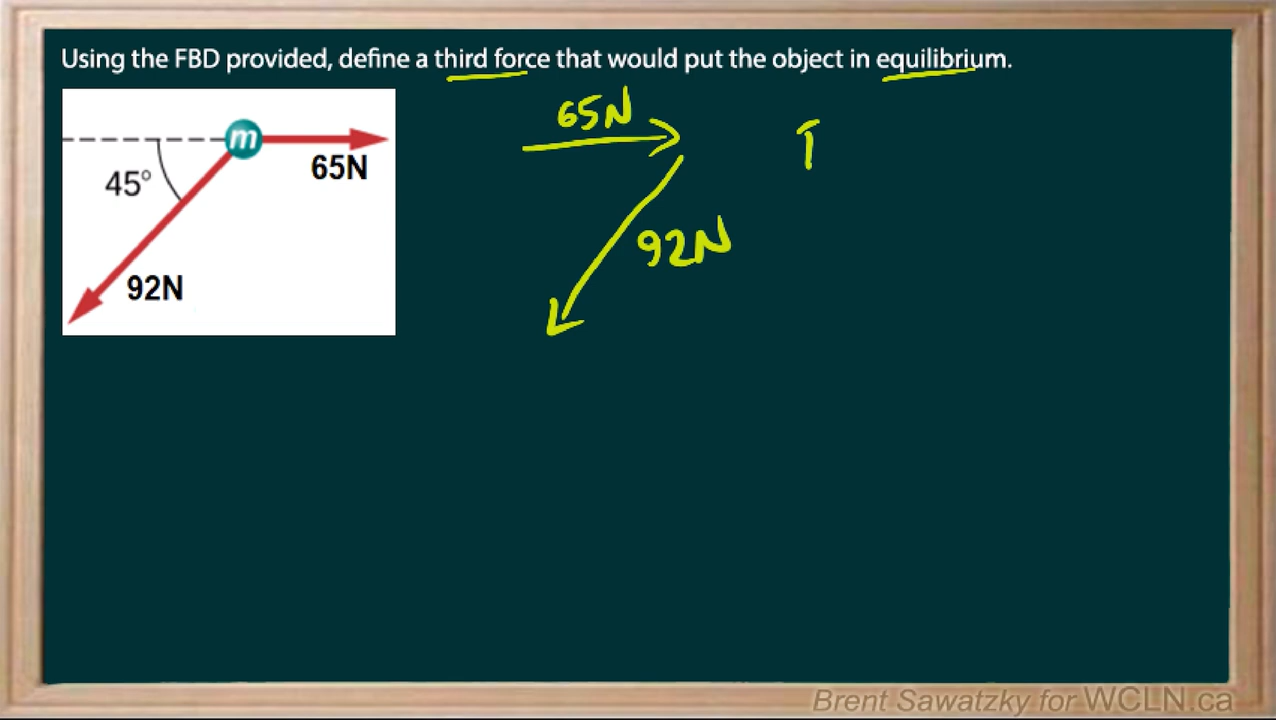 Using the FBD provided, define a third force that would put the object in equilibrium.
65N
m
45°
65N
92N
92N
Brent Sawatzky for WCLN.ca